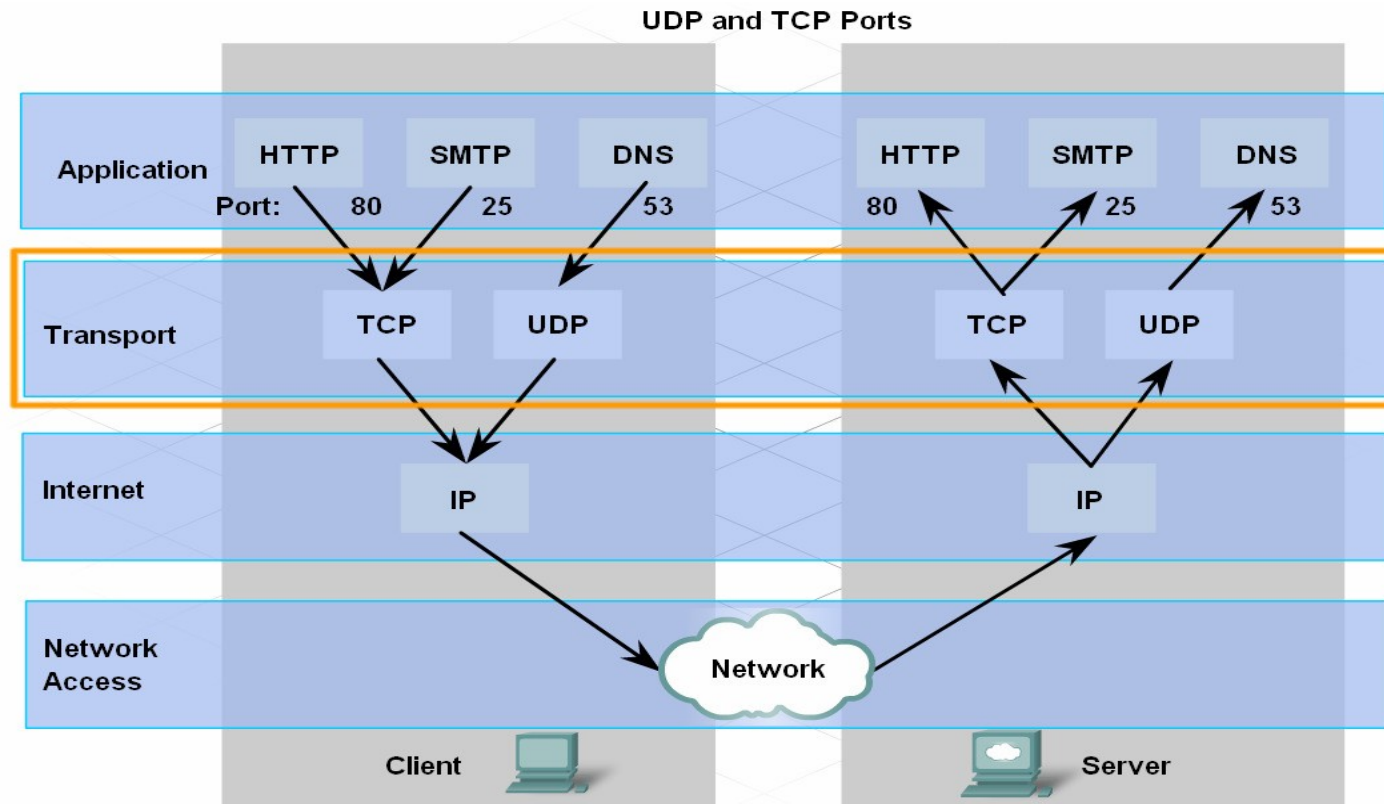 UDP and TCP Ports
Application
HTTP SMTP DNS HTTP SMTP DNS
Port: 80 25 53 80 25 53
Transport
TCP UDP TCP UDP
Internet
IP IP
Network
Access
Network
Client Server